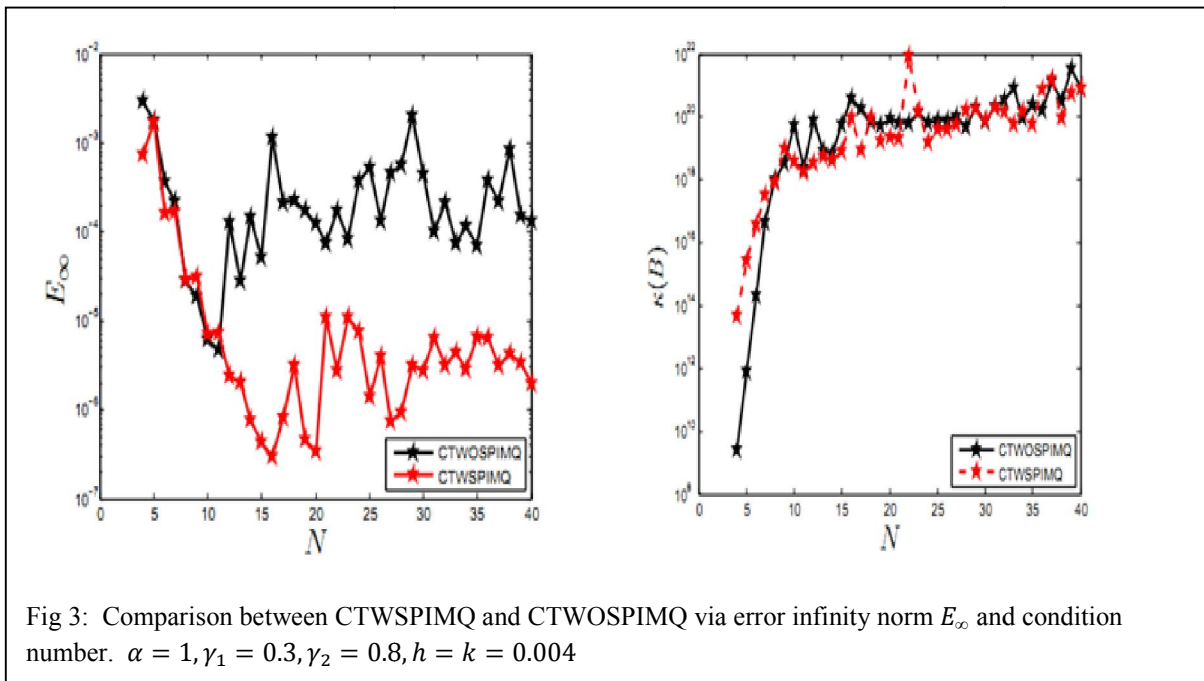 10⁻²
10⁻³
10⁻⁴
10⁻⁵
10⁻⁶
10⁻⁷
E∞
0 5 10 15 20 25 30 35 40
N
CTWOSPIMQ
CTWSPIMQ
10²²
10²⁰
10¹⁸
10¹⁶
10¹⁴
10¹²
10¹⁰
10⁸
κ(B)
0 5 10 15 20 25 30 35 40
N
CTWOSPIMQ
CTWSPIMQ
Fig 3: Comparison between CTWSPIMQ and CTWOSPIMQ via error infinity norm E∞ and condition
number. α = 1, γ₁ = 0.3, γ₂ = 0.8, h = k = 0.004